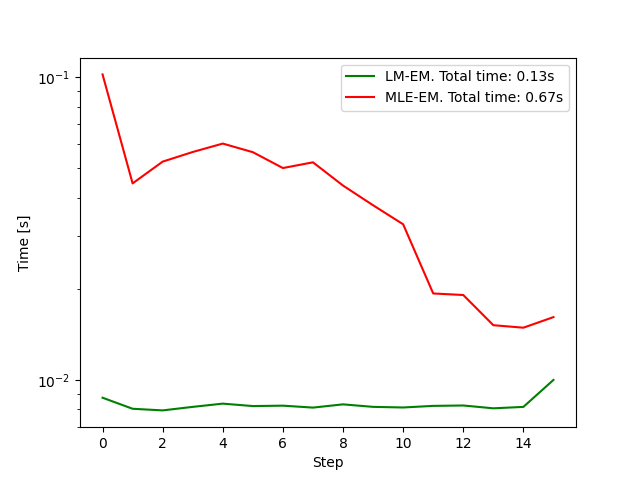 LM-EM. Total time: 0.13s
MLE-EM. Total time: 0.67s
10⁻¹
10⁻²
Time [s]
0 2 4 6 8 10 12 14
Step